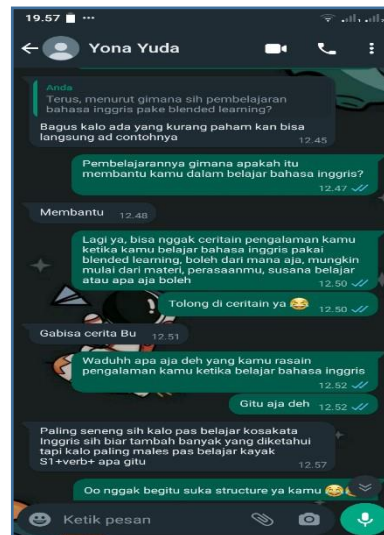 19.57
Yona Yuda
Anda
Terus, menurut gimana sih pembelajaran
bahasa inggris pake blended learning?
Bagus kalo ada yang kurang paham kan bisa
langsung ad contohnya
12.45
Pembelajarannya gimana apakah itu
membantu kamu dalam belajar bahasa inggris?
12.47
Membantu 12.48
Lagi ya, bisa nggak ceritain pengalaman kamu
ketika kamu belajar bahasa inggris pakai
blended learning, boleh dari mana aja, mungkin
mulai dari materi, perasaanmu, susana belajar
atau apa aja boleh
12.50
Tolong di ceritain ya 😂 12.50
Gabisa cerita Bu 12.51
Waduhh apa aja deh yang kamu rasain
pengalaman kamu ketika belajar bahasa inggris
12.52
Gitu aja deh 12.52
Paling seneng sih kalo pas belajar kosakata
Inggris sih biar tambah banyak yang diketahui
tapi kalo paling males pas belajar kayak
S1+verb+ apa gitu
12.57
Oo nggak begitu suka structure ya kamu 😂
Ketik pesan